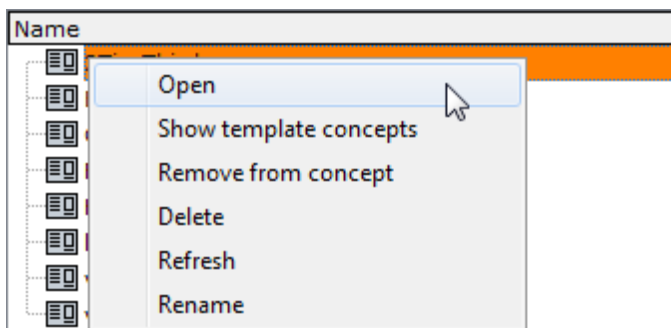 Name
Open
Show template concepts
Remove from concept
Delete
Refresh
Rename